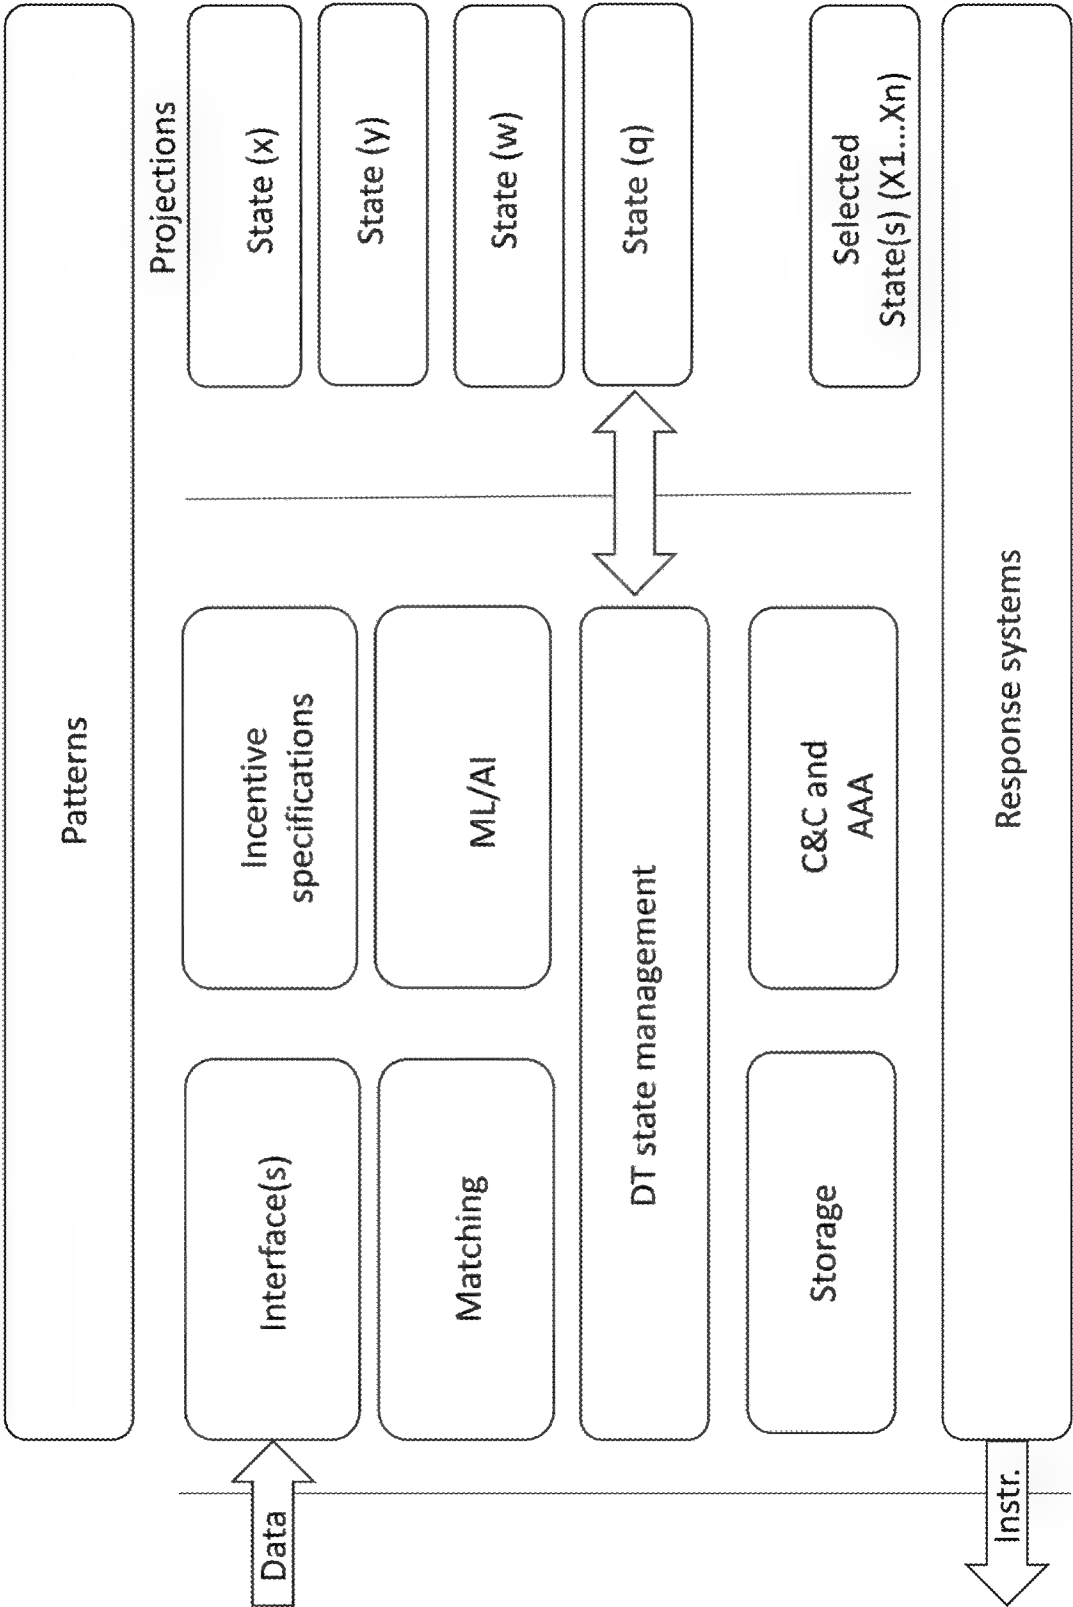 Patterns
Projections
Data
Interface(s)
Incentive
specifications
State (x)
State (y)
Matching
ML/AI
State (w)
DT state management
State (q)
Storage
C&C and
AAA
Selected
State(s) (X1...Xn)
Response systems
Instr.